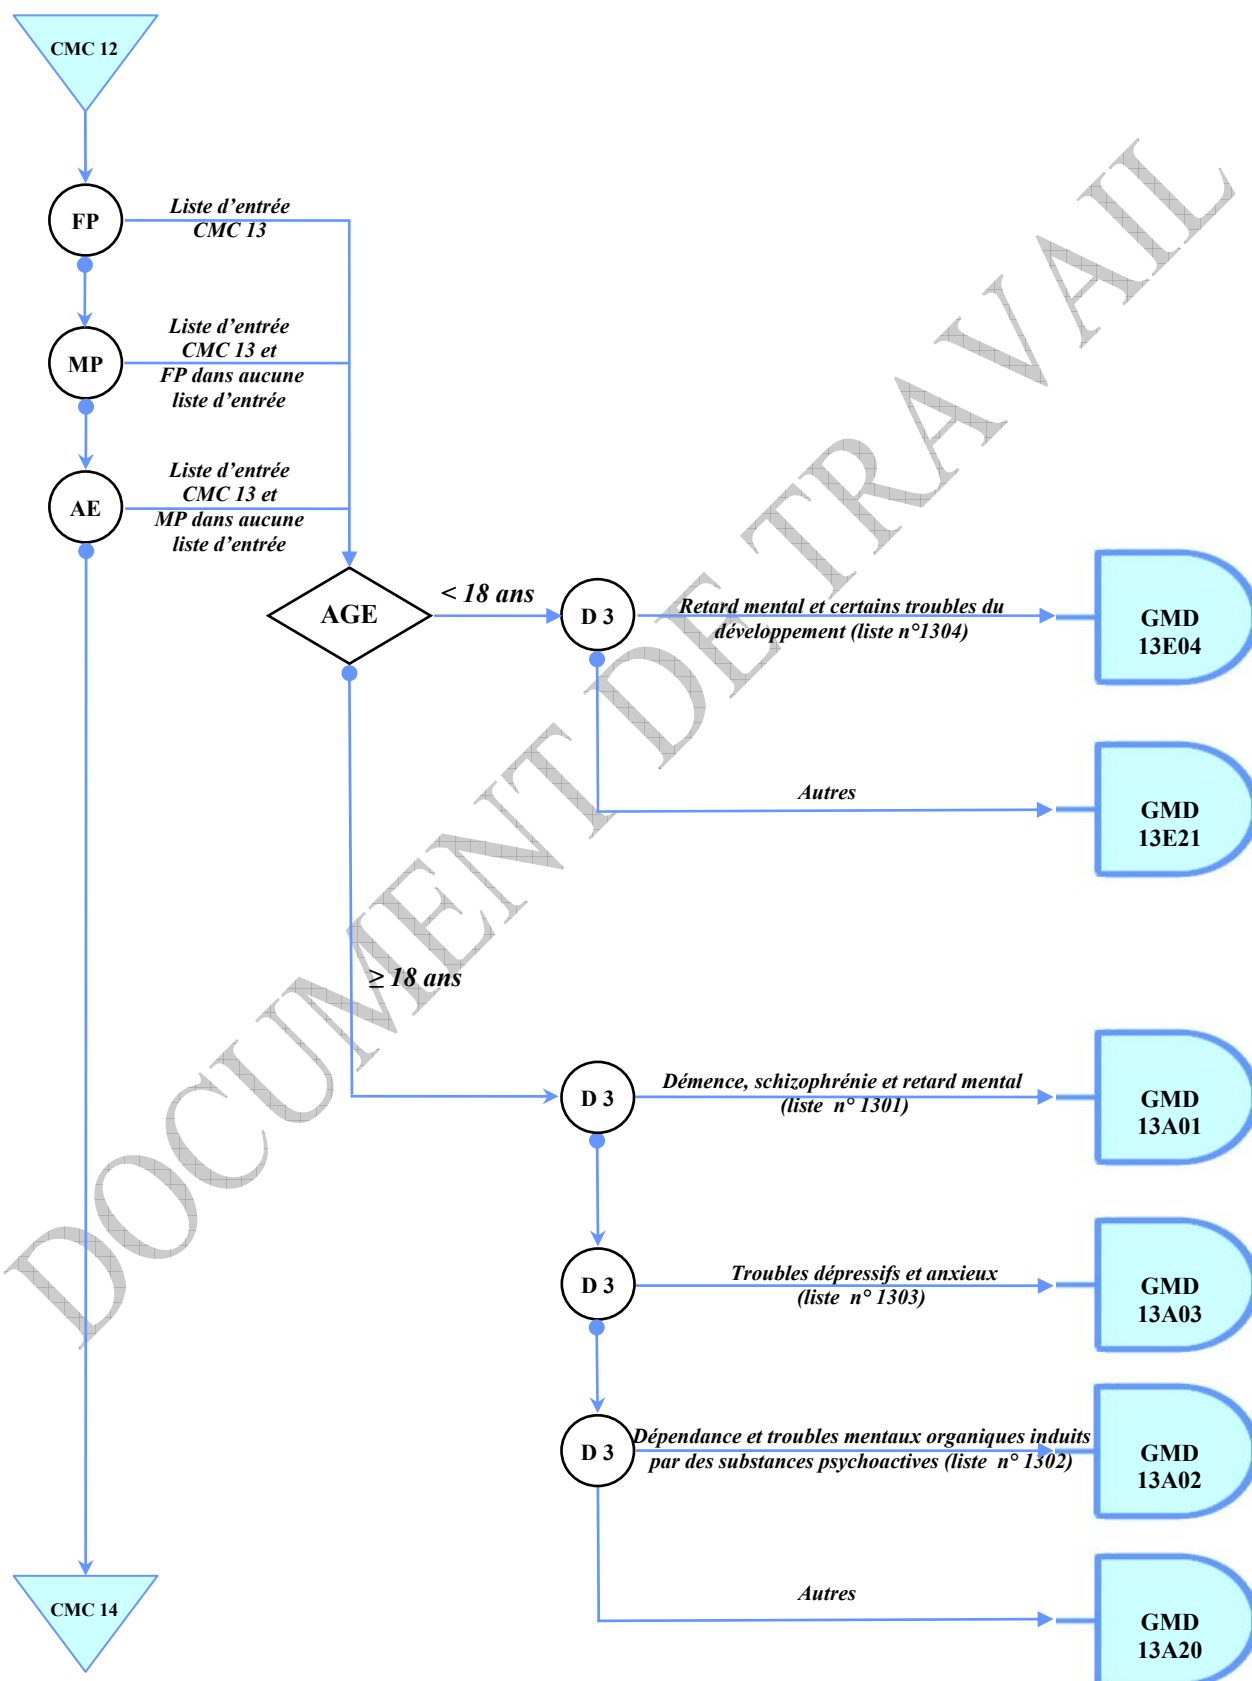 CMC 12
FP
Liste d'entrée
CMC 13
MP
Liste d'entrée
CMC 13 et
FP dans aucune
liste d'entrée
AE
Liste d'entrée
CMC 13 et
MP dans aucune
liste d'entrée
AGE
< 18 ans
D 3
Retard mental et certains troubles du
développement (liste n°1304)
GMD
13E04
Autres
GMD
13E21
≥ 18 ans
D 3
Démence, schizophrénie et retard mental
(liste n° 1301)
GMD
13A01
D 3
Troubles dépressifs et anxieux
(liste n° 1303)
GMD
13A03
D 3
Dépendance et troubles mentaux organiques induits
par des substances psychoactives (liste n° 1302)
GMD
13A02
Autres
GMD
13A20
CMC 14
DOCUMENT DE TRAVAIL